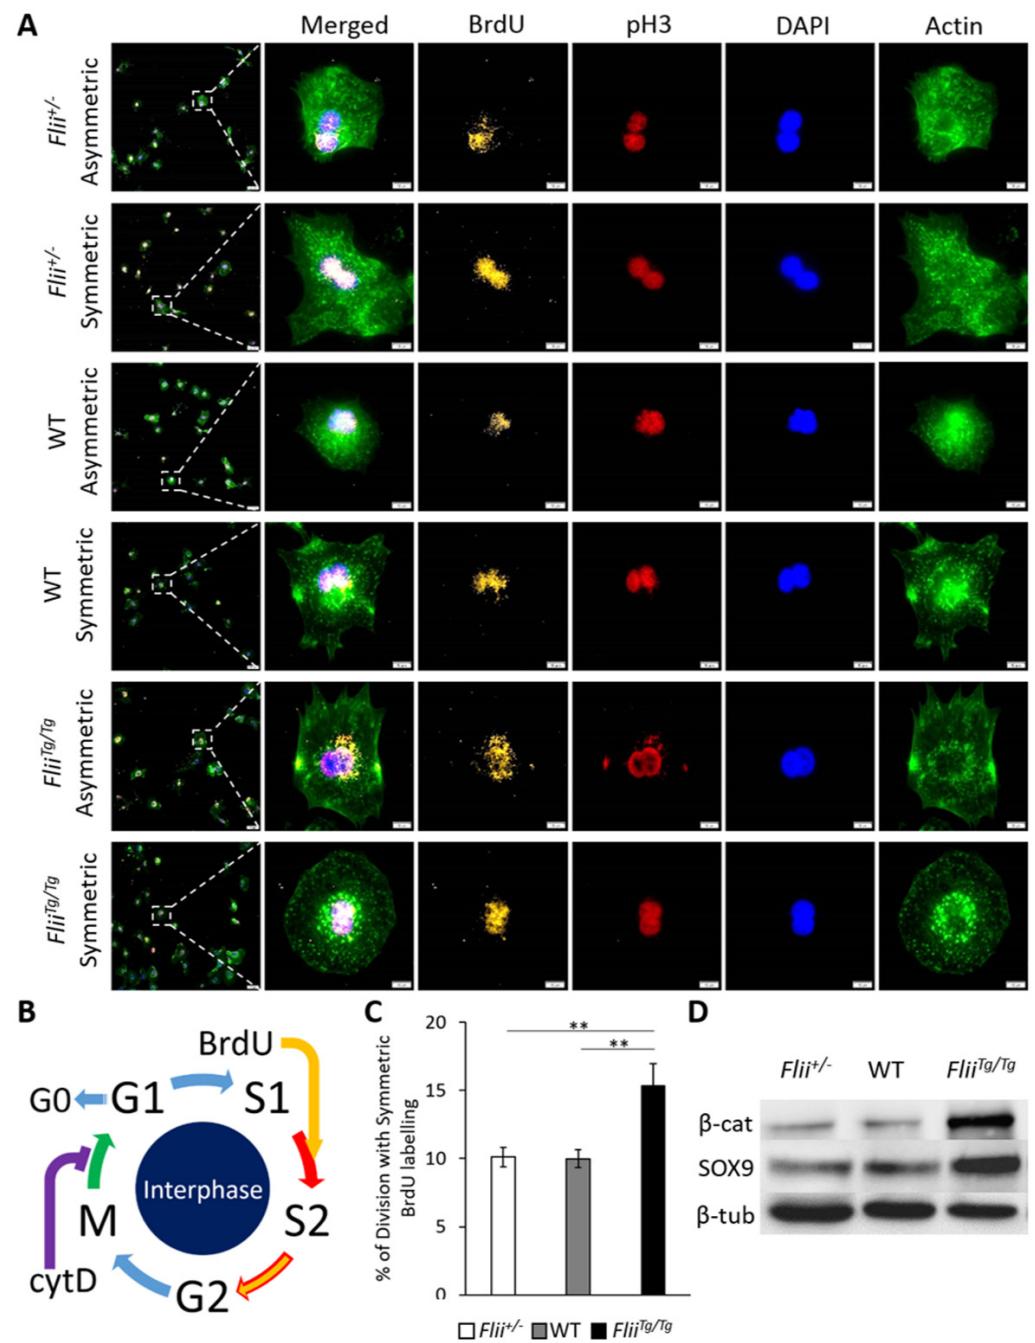 A
Merged BrdU pH3 DAPI Actin
Flii+/-
Asymmetric
Flii+/-
Symmetric
WT
Asymmetric
WT
Symmetric
FliiTg/Tg
Asymmetric
FliiTg/Tg
Symmetric
B
BrdU
G0 G1 S1
Interphase
M S2
cytD G2
C
% of Division with Symmetric
BrdU labelling
20
15
10
5
0
**
**
Flii+/- WT FliiTg/Tg
D
Flii+/- WT FliiTg/Tg
β-cat
SOX9
β-tub